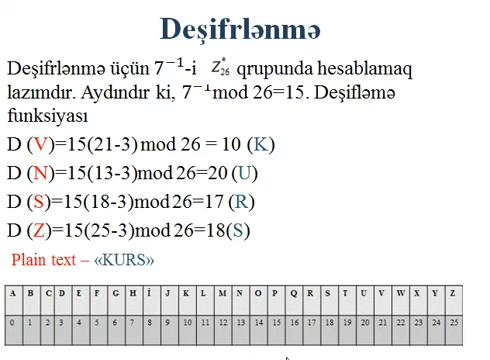 Deşifrlənmə
Deşifrlənmə üçün 7⁻¹-i Z*₂₆ qrupunda hesablamaq
lazımdır. Aydındır ki, 7⁻¹mod 26=15. Deşifləmə
funksiyası
D (V)=15(21-3)mod 26 = 10 (K)
D (N)=15(13-3)mod 26=20 (U)
D (S)=15(18-3)mod 26=17 (R)
D (Z)=15(25-3)mod 26=18(S)
Plain text – «KURS»
A B C D E F G H İ J K L M N O P Q R S T U V W X Y Z
0 1 2 3 4 5 6 7 8 9 10 11 12 13 14 15 16 17 18 19 20 21 22 23 24 25